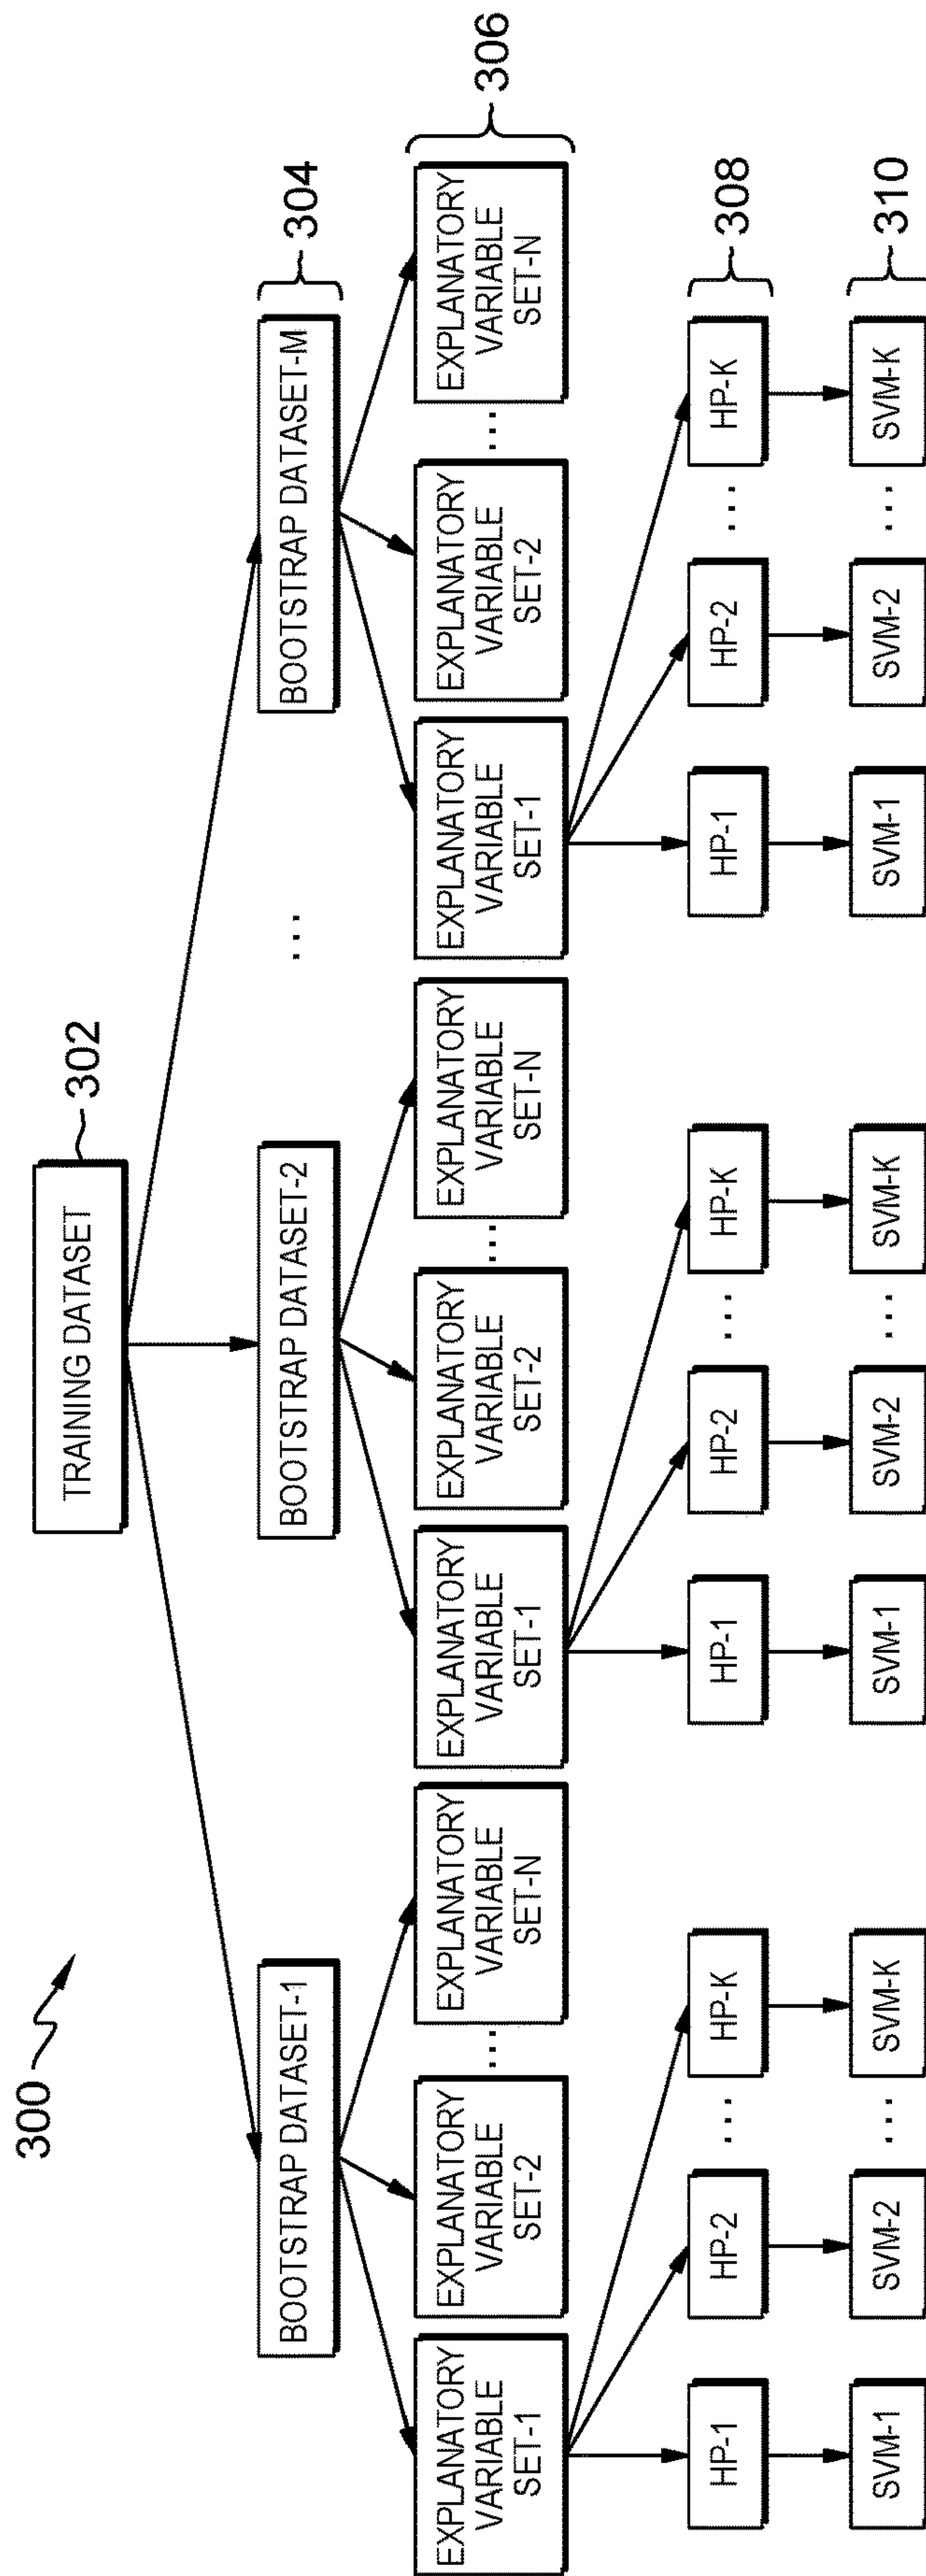 300
TRAINING DATASET
302
BOOTSTRAP DATASET-1
BOOTSTRAP DATASET-2
...
BOOTSTRAP DATASET-M
304
EXPLANATORY
VARIABLE
SET-1
EXPLANATORY
VARIABLE
SET-2
...
EXPLANATORY
VARIABLE
SET-N
EXPLANATORY
VARIABLE
SET-1
EXPLANATORY
VARIABLE
SET-2
...
EXPLANATORY
VARIABLE
SET-N
EXPLANATORY
VARIABLE
SET-1
EXPLANATORY
VARIABLE
SET-2
...
EXPLANATORY
VARIABLE
SET-N
306
HP-1
HP-2
...
HP-K
HP-1
HP-2
...
HP-K
HP-1
HP-2
...
HP-K
308
SVM-1
SVM-2
...
SVM-K
SVM-1
SVM-2
...
SVM-K
SVM-1
SVM-2
...
SVM-K
310